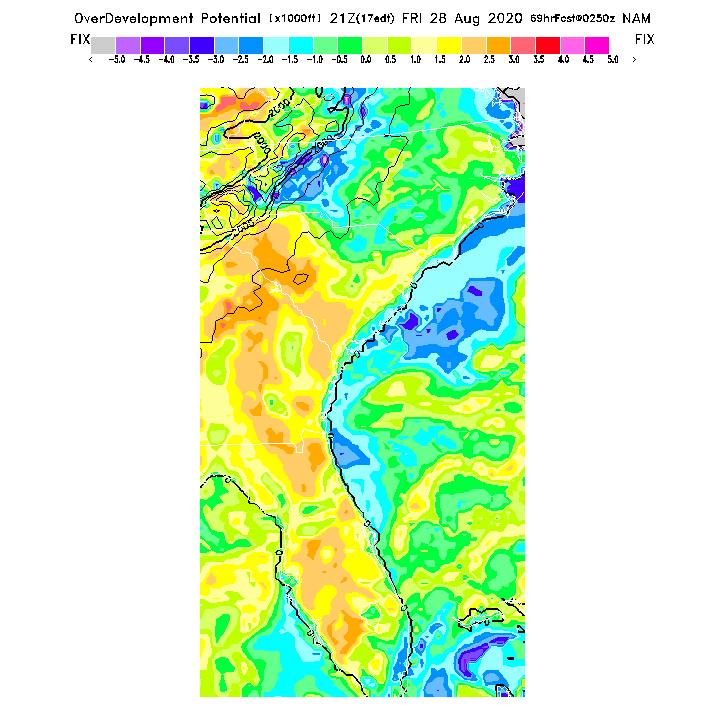 OverDevelopment Potential [x1000ft] 21Z(17edt) FRI 28 Aug 2020 69hrFcst@0250z NAM
FIX FIX
< -5.0 -4.5 -4.0 -3.5 -3.0 -2.5 -2.0 -1.5 -1.0 -0.5 0.0 0.5 1.0 1.5 2.0 2.5 3.0 3.5 4.0 4.5 5.0 >
2000
2000